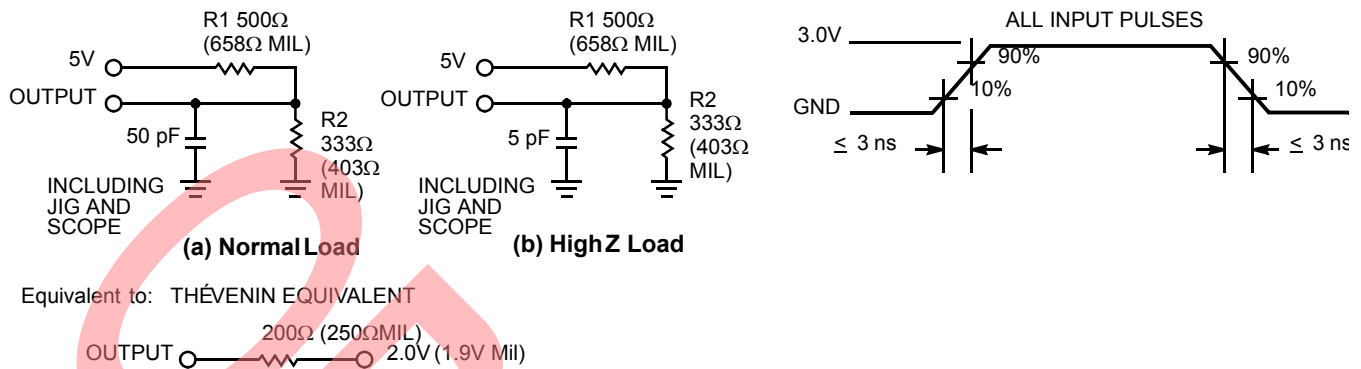 R1 500Ω
(658Ω MIL)
5V
OUTPUT
50 pF
R2
333Ω
(403Ω
MIL)
INCLUDING
JIG AND
SCOPE
(a) Normal Load
R1 500Ω
(658Ω MIL)
5V
OUTPUT
5 pF
R2
333Ω
(403Ω
MIL)
INCLUDING
JIG AND
SCOPE
(b) High Z Load
ALL INPUT PULSES
3.0V
90%
10%
GND
≤ 3 ns
90%
10%
≤ 3 ns
Equivalent to: THÉVENIN EQUIVALENT
200Ω (250ΩMIL)
OUTPUT
2.0V (1.9V Mil)